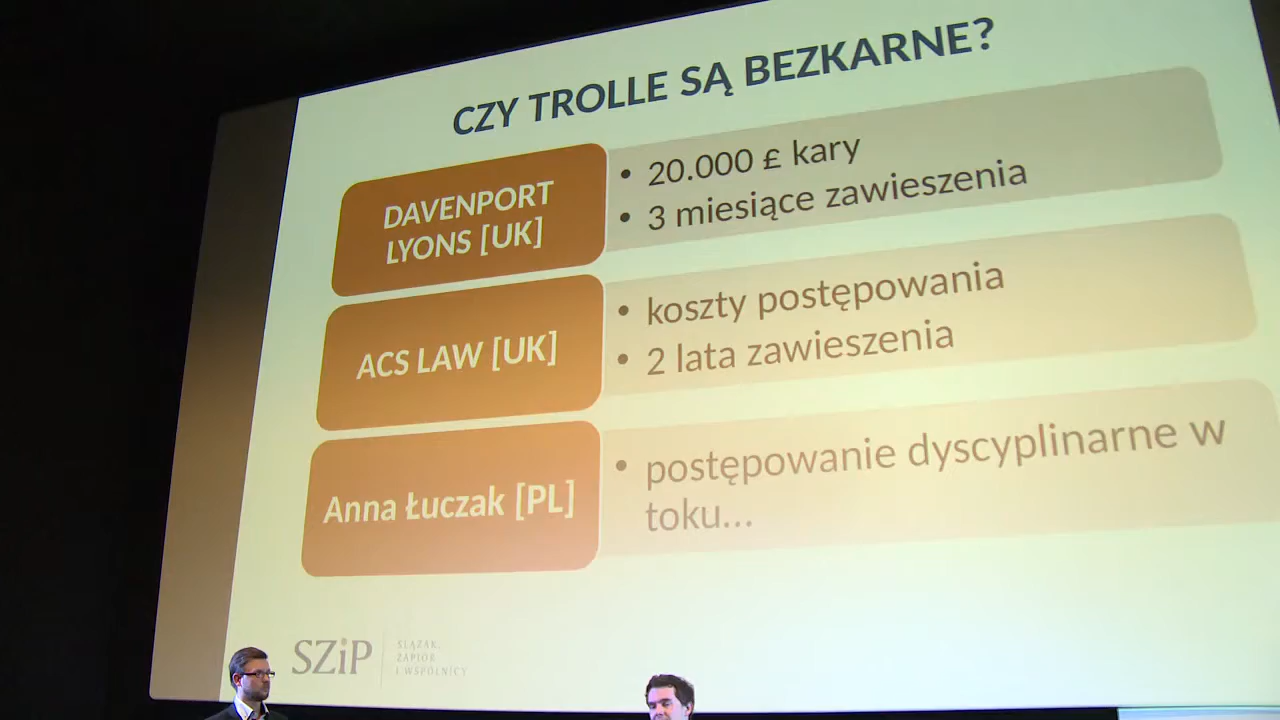 CZY TROLLE SĄ BEZKARNE?
DAVENPORT
LYONS [UK]
• 20.000 £ kary
• 3 miesiące zawieszenia
ACS LAW [UK]
• koszty postępowania
• 2 lata zawieszenia
Anna Łuczak [PL]
• postępowanie dyscyplinarne w
toku...
SZiP
ŚLĄZAK,
ZAPIÓR
I WSPÓLNICY